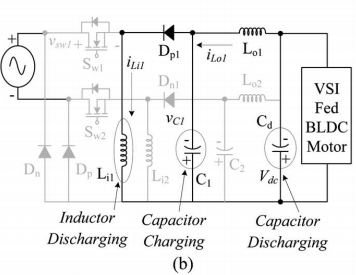 +
-
v_sw1 +
-
S_w1
S_w2
D_n
D_p
L_i1
L_i2
i_Li1
D_p1
D_n1
i_Lo1
L_o1
L_o2
v_C1
-
+
C_1
-
+
C_2
C_d
-
+
V_dc
VSI
Fed
BLDC
Motor
Inductor
Discharging
Capacitor
Charging
Capacitor
Discharging
(b)